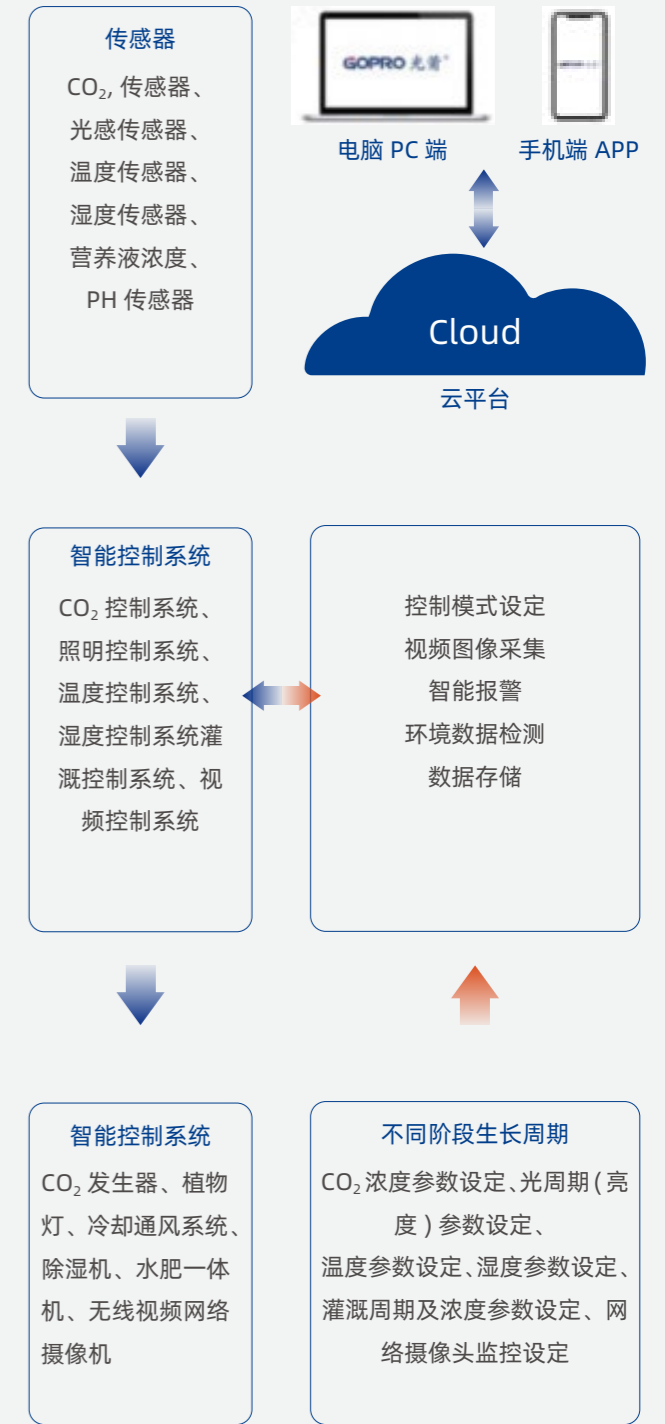 传感器
CO₂, 传感器、
光感传感器、
温度传感器、
湿度传感器、
营养液浓度、
PH 传感器
GOPRO 光莆
电脑 PC 端
手机端 APP
Cloud
云平台
智能控制系统
CO₂ 控制系统、
照明控制系统、
温度控制系统、
湿度控制系统灌
溉控制系统、视
频控制系统
控制模式设定
视频图像采集
智能报警
环境数据检测
数据存储
智能控制系统
CO₂ 发生器、植物
灯、冷却通风系统、
除湿机、水肥一体
机、无线视频网络
摄像机
不同阶段生长周期
CO₂ 浓度参数设定、光周期 ( 亮
度 ) 参数设定、
温度参数设定、湿度参数设定、
灌溉周期及浓度参数设定、网
络摄像头监控设定